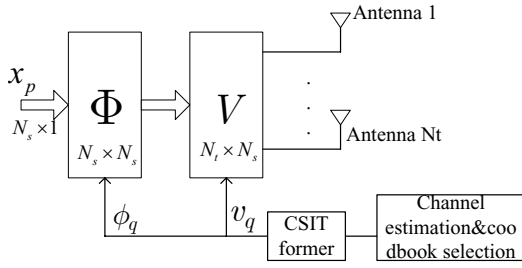 Antenna 1
x_p
N_s × 1
Φ
N_s × N_s
V
N_t × N_s
. . . .
Antenna Nt
ϕ_q
v_q
CSIT
former
Channel
estimation&coo
dbook selection